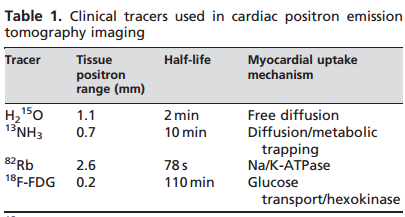 Table 1. Clinical tracers used in cardiac positron emission
tomography imaging
Tracer Tissue positron range (mm) Half-life Myocardial uptake mechanism
H₂¹⁵O 1.1 2 min Free diffusion
¹³NH₃ 0.7 10 min Diffusion/metabolic
trapping
⁸²Rb 2.6 78 s Na/K-ATPase
¹⁸F-FDG 0.2 110 min Glucose
transport/hexokinase